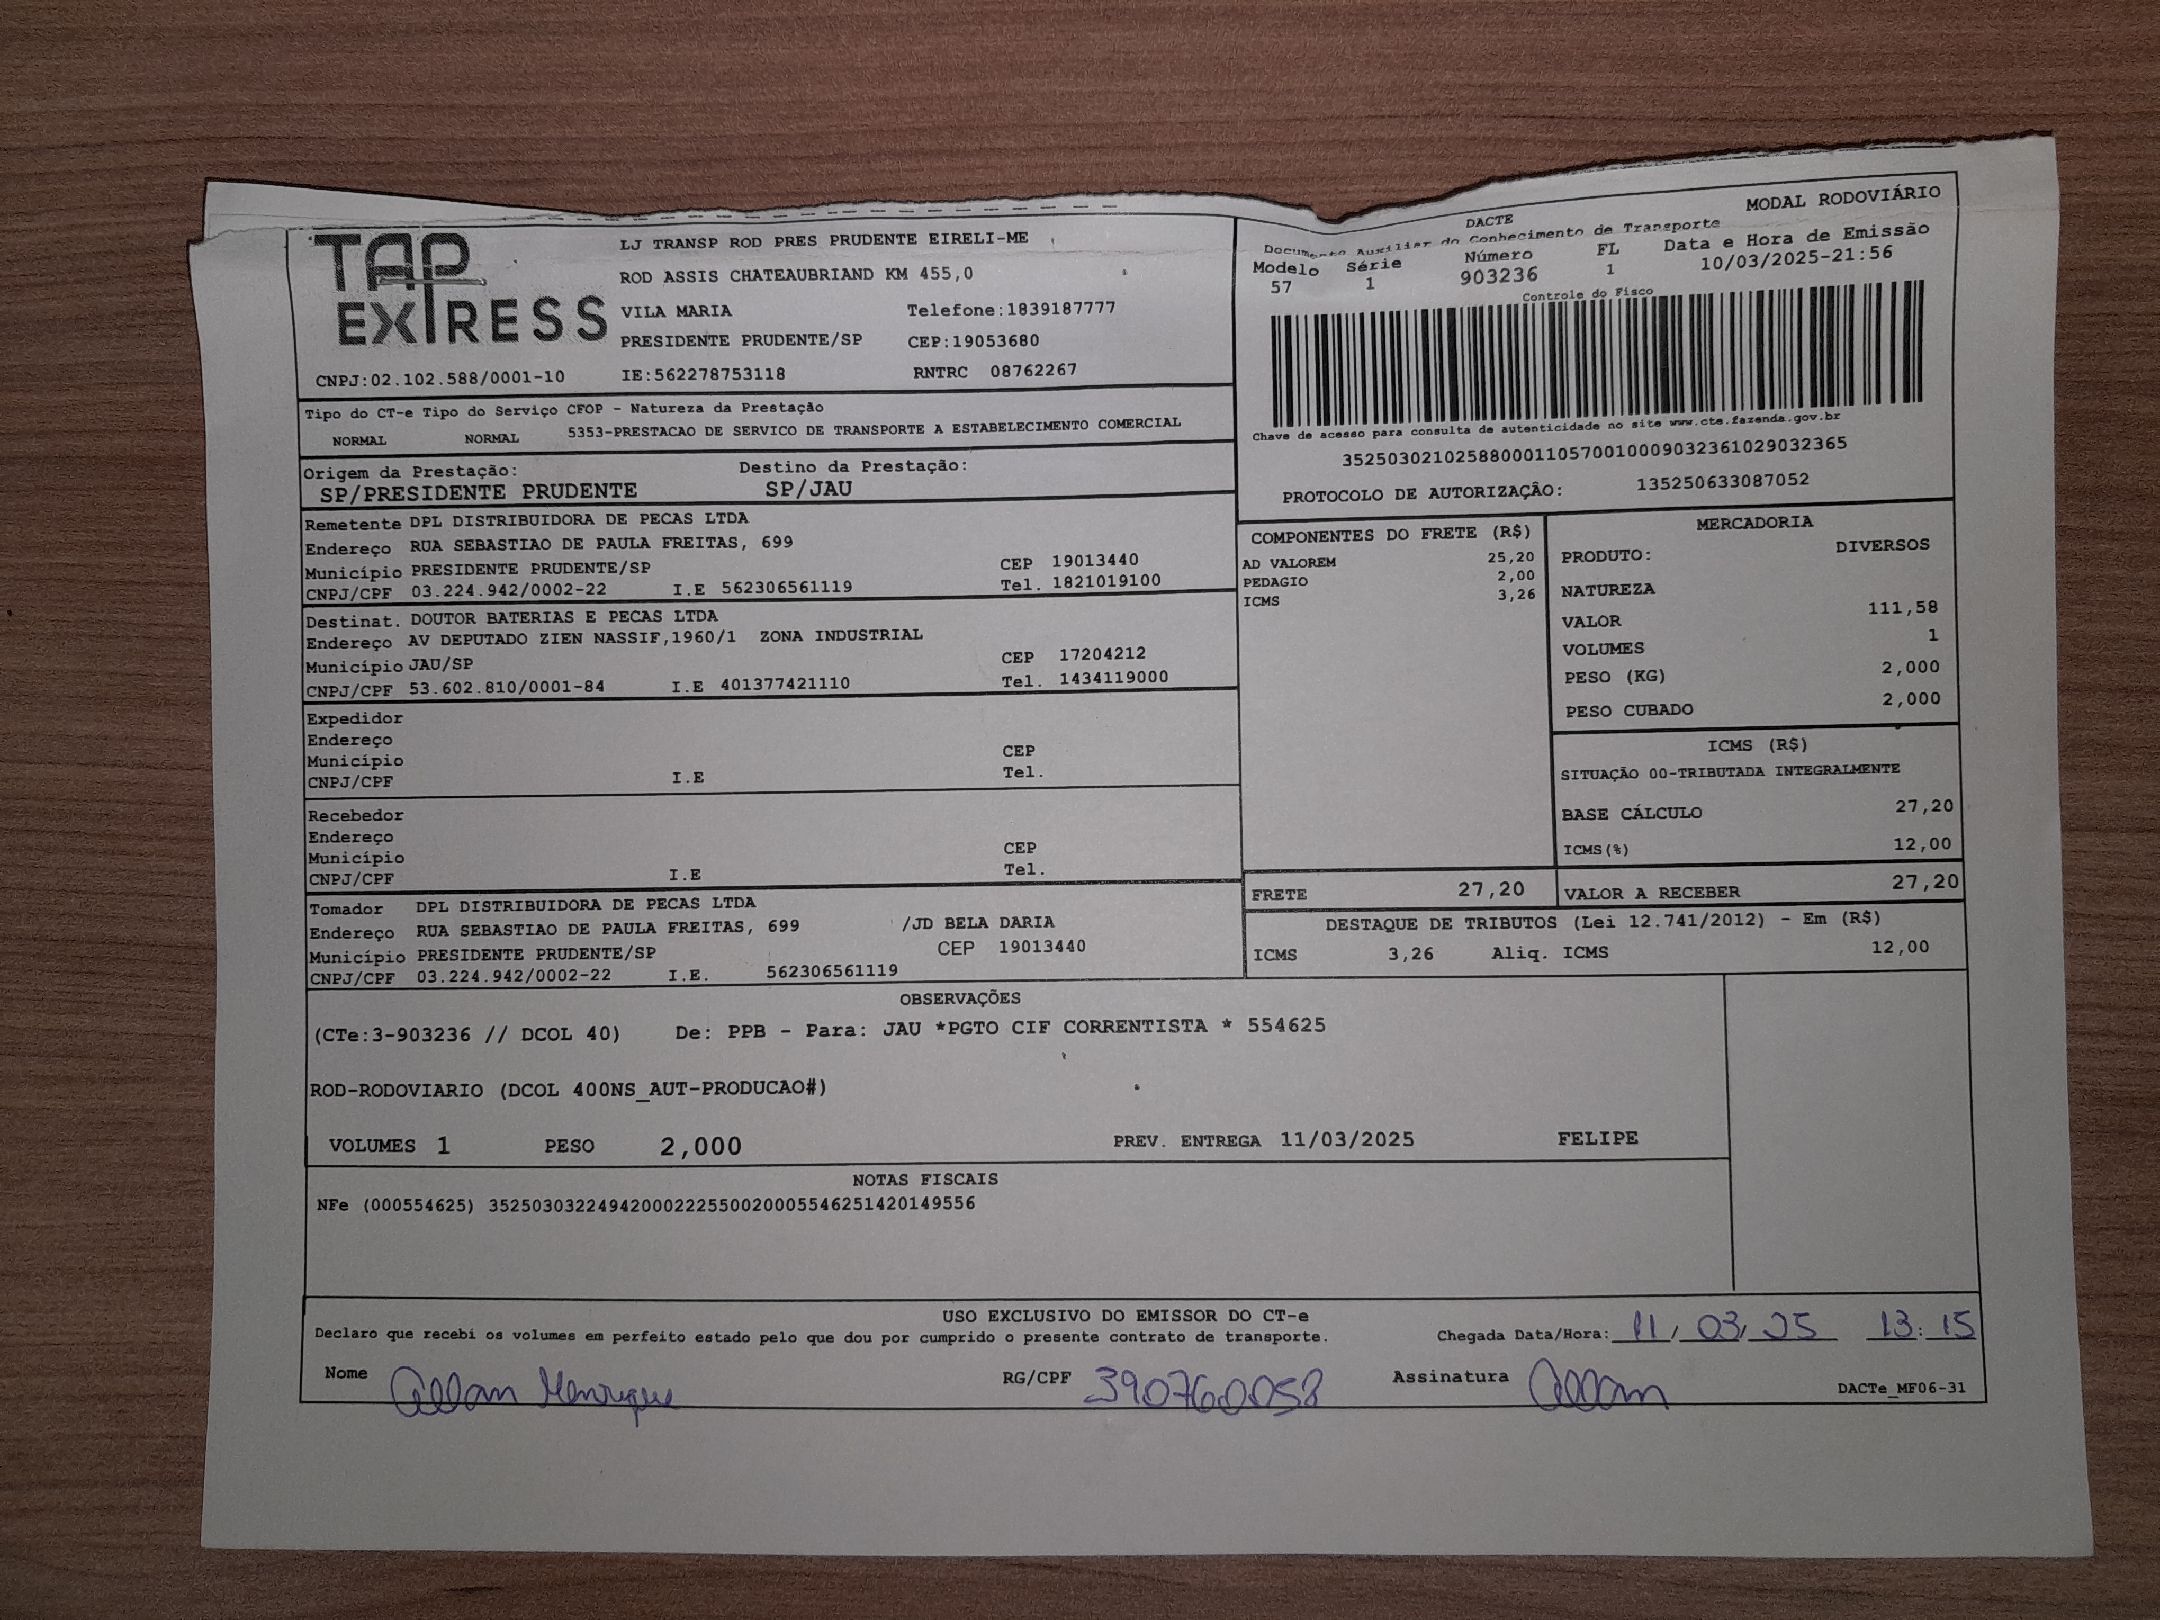 TAP EXPRESS
LJ TRANSP ROD PRES PRUDENTE EIRELI-ME
ROD ASSIS CHATEAUBRIAND KM 455,0
VILA MARIA Telefone:1839187777
PRESIDENTE PRUDENTE/SP CEP:19053680
CNPJ:02.102.588/0001-10 IE:562278753118 RNTRC 08762267
MODAL RODOVIÁRIO
DACTE
Documento Auxiliar do Conhecimento de Transporte
Modelo Série Número FL Data e Hora de Emissão
57 1 903236 1 10/03/2025-21:56
Controle do Fisco
Chave de acesso para consulta de autenticidade no site www.cte.fazenda.gov.br
35250302102588000110570010009032361029032365
PROTOCOLO DE AUTORIZAÇÃO: 135250633087052
Tipo do CT-e Tipo do Serviço CFOP - Natureza da Prestação
NORMAL NORMAL 5353-PRESTACAO DE SERVICO DE TRANSPORTE A ESTABELECIMENTO COMERCIAL
Origem da Prestação: Destino da Prestação:
SP/PRESIDENTE PRUDENTE SP/JAU
Remetente DPL DISTRIBUIDORA DE PECAS LTDA
Endereço RUA SEBASTIAO DE PAULA FREITAS, 699
Município PRESIDENTE PRUDENTE/SP CEP 19013440
CNPJ/CPF 03.224.942/0002-22 I.E 562306561119 Tel. 1821019100
Destinat. DOUTOR BATERIAS E PECAS LTDA
Endereço AV DEPUTADO ZIEN NASSIF,1960/1 ZONA INDUSTRIAL
Município JAU/SP CEP 17204212
CNPJ/CPF 53.602.810/0001-84 I.E 401377421110 Tel. 1434119000
Expedidor
Endereço
Município CEP
CNPJ/CPF I.E Tel.
Recebedor
Endereço
Município CEP
CNPJ/CPF I.E Tel.
Tomador DPL DISTRIBUIDORA DE PECAS LTDA
Endereço RUA SEBASTIAO DE PAULA FREITAS, 699 /JD BELA DARIA
Município PRESIDENTE PRUDENTE/SP CEP 19013440
CNPJ/CPF 03.224.942/0002-22 I.E. 562306561119
COMPONENTES DO FRETE (R$)
AD VALOREM 25,20
PEDAGIO 2,00
ICMS 3,26
MERCADORIA
PRODUTO: DIVERSOS
NATUREZA
VALOR 111,58
VOLUMES 1
PESO (KG) 2,000
PESO CUBADO 2,000
ICMS (R$)
SITUAÇÃO 00-TRIBUTADA INTEGRALMENTE
BASE CÁLCULO 27,20
ICMS(%) 12,00
FRETE 27,20 VALOR A RECEBER 27,20
DESTAQUE DE TRIBUTOS (Lei 12.741/2012) - Em (R$)
ICMS 3,26 Aliq. ICMS 12,00
OBSERVAÇÕES
(CTe:3-903236 // DCOL 40) De: PPB - Para: JAU *PGTO CIF CORRENTISTA * 554625
ROD-RODOVIARIO (DCOL 400NS_AUT-PRODUCAO#)
VOLUMES 1 PESO 2,000 PREV. ENTREGA 11/03/2025 FELIPE
NOTAS FISCAIS
NFe (000554625) 35250303224942000222550020005546251420149556
USO EXCLUSIVO DO EMISSOR DO CT-e
Declaro que recebi os volumes em perfeito estado pelo que dou por cumprido o presente contrato de transporte. Chegada Data/Hora: 11/03/25 13:15
Nome Allan Henrique RG/CPF 390760058 Assinatura Allan DACTe_MF06-31